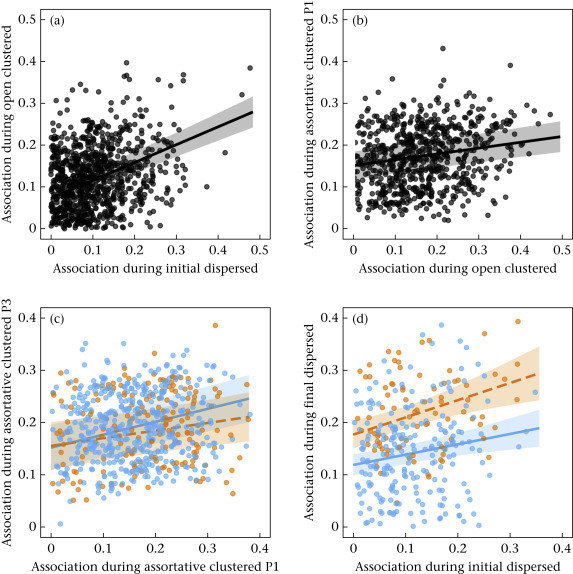 (a)
Association during open clustered
0.5
0.4
0.3
0.2
0.1
0
0 0.1 0.2 0.3 0.4 0.5
Association during initial dispersed
(b)
Association during assortative clustered P1
0.5
0.4
0.3
0.2
0.1
0
0 0.1 0.2 0.3 0.4 0.5
Association during open clustered
(c)
Association during assortative clustered P3
0.4
0.3
0.2
0.1
0
0 0.1 0.2 0.3 0.4
Association during assortative clustered P1
(d)
Association during final dispersed
0.4
0.3
0.2
0.1
0
0 0.1 0.2 0.3 0.4
Association during initial dispersed